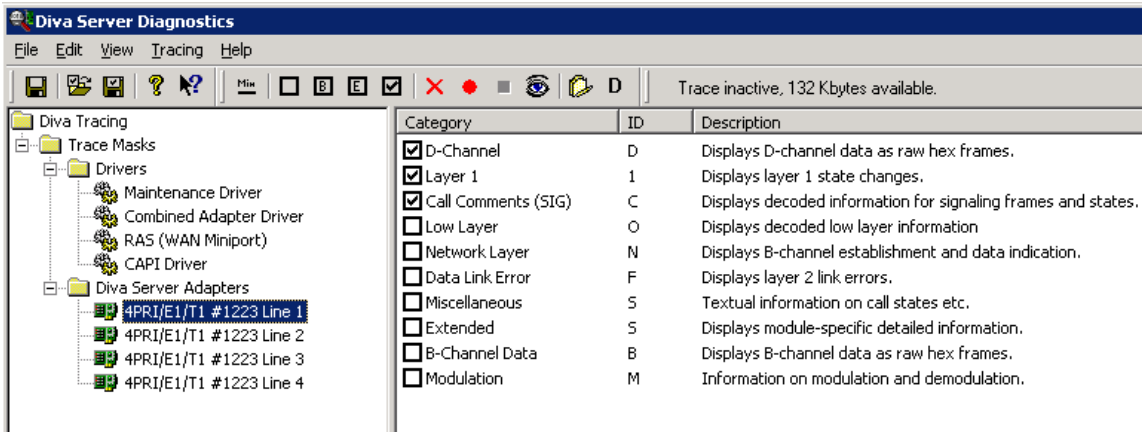 Diva Server Diagnostics
File Edit View Tracing Help
Min B E D Trace inactive, 132 Kbytes available.
Diva Tracing
Trace Masks
Drivers
Maintenance Driver
Combined Adapter Driver
RAS (WAN Miniport)
CAPI Driver
Diva Server Adapters
4PRI/E1/T1 #1223 Line 1
4PRI/E1/T1 #1223 Line 2
4PRI/E1/T1 #1223 Line 3
4PRI/E1/T1 #1223 Line 4
Category ID Description
D-Channel D Displays D-channel data as raw hex frames.
Layer 1 1 Displays layer 1 state changes.
Call Comments (SIG) C Displays decoded information for signaling frames and states.
Low Layer O Displays decoded low layer information
Network Layer N Displays B-channel establishment and data indication.
Data Link Error F Displays layer 2 link errors.
Miscellaneous S Textual information on call states etc.
Extended S Displays module-specific detailed information.
B-Channel Data B Displays B-channel data as raw hex frames.
Modulation M Information on modulation and demodulation.